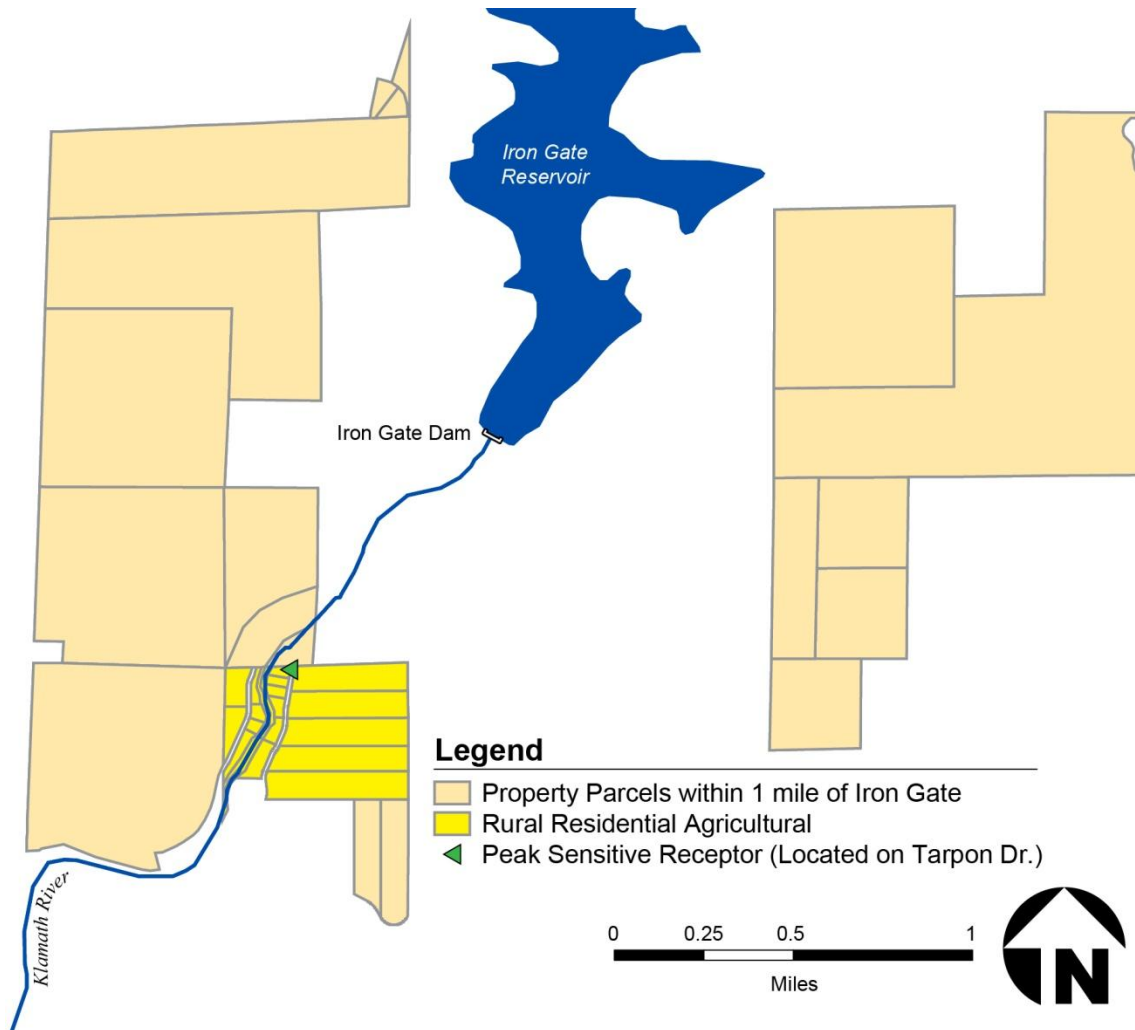 Iron Gate
Reservoir
Iron Gate Dam
Legend
Property Parcels within 1 mile of Iron Gate
Rural Residential Agricultural
Peak Sensitive Receptor (Located on Tarpon Dr.)
Klamath River
0 0.25 0.5 1
Miles
N